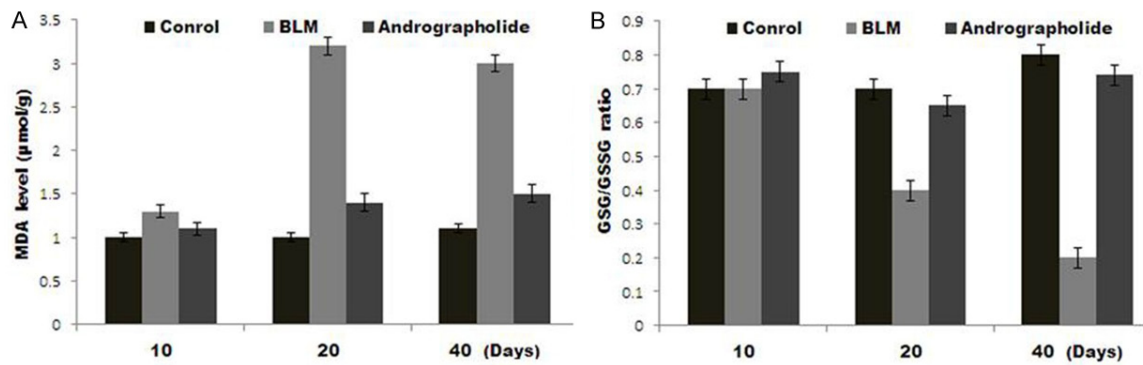 A
Conrol BLM Andrographolide
MDA level (µmol/g)
3.5
3
2.5
2
1.5
1
0.5
0
10 20 40 (Days)
B
Conrol BLM Andrographolide
GSG/GSSG ratio
0.9
0.8
0.7
0.6
0.5
0.4
0.3
0.2
0.1
0
10 20 40 (Days)